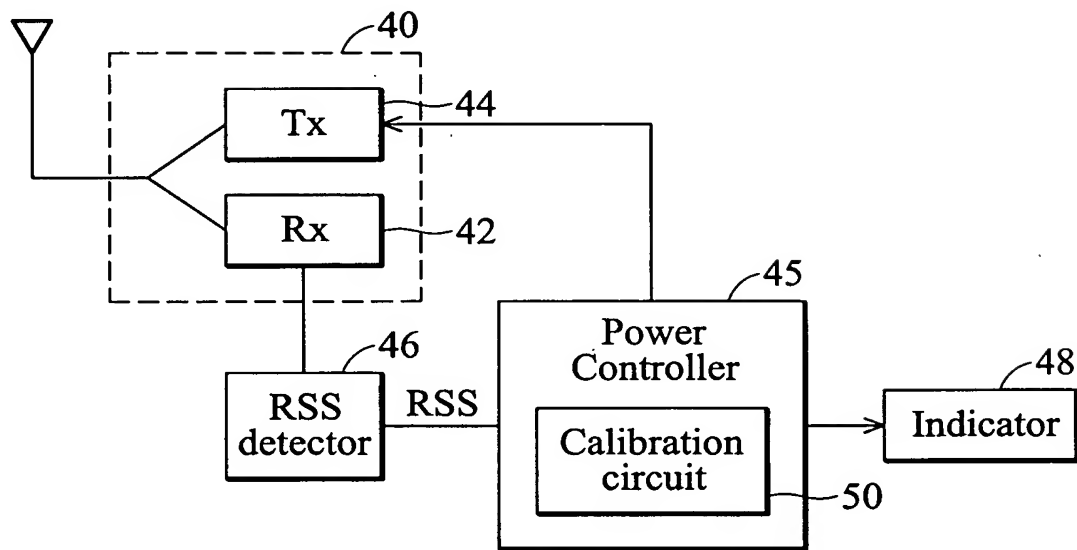 40
Tx
44
Rx
42
45
Power
Controller
46
RSS
detector
RSS
48
Indicator
Calibration
circuit
50